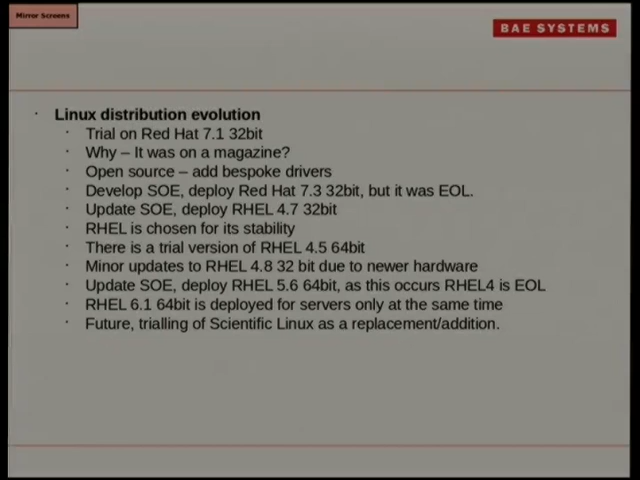 Mirror Screens
BAE SYSTEMS
Linux distribution evolution
Trial on Red Hat 7.1 32bit
Why – It was on a magazine?
Open source – add bespoke drivers
Develop SOE, deploy Red Hat 7.3 32bit, but it was EOL.
Update SOE, deploy RHEL 4.7 32bit
RHEL is chosen for its stability
There is a trial version of RHEL 4.5 64bit
Minor updates to RHEL 4.8 32 bit due to newer hardware
Update SOE, deploy RHEL 5.6 64bit, as this occurs RHEL4 is EOL
RHEL 6.1 64bit is deployed for servers only at the same time
Future, trialling of Scientific Linux as a replacement/addition.